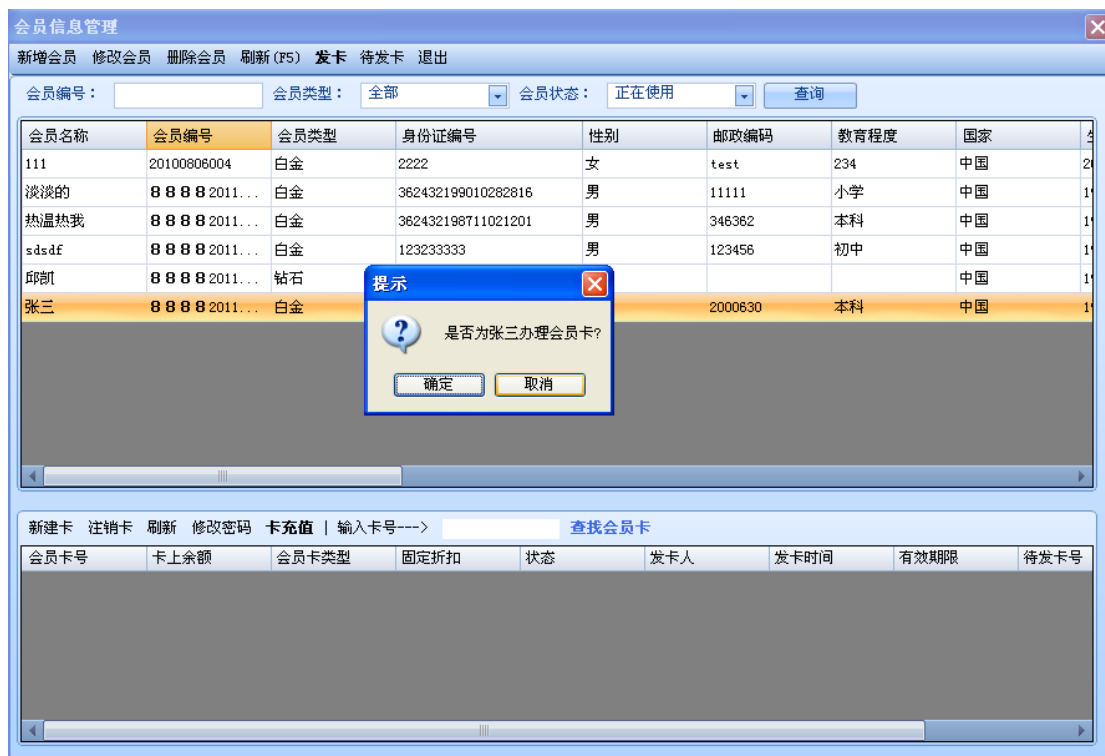 会员信息管理
新增会员 修改会员 删除会员 刷新(F5) 发卡 待发卡 退出
会员编号： 会员类型： 全部 会员状态： 正在使用 查询
会员名称 会员编号 会员类型 身份证编号 性别 邮政编码 教育程度 国家
111 20100806004 白金 2222 女 test 234 中国
淡淡的 ８８８８2011... 白金 362432199010282816 男 11111 小学 中国
热温热我 ８８８８2011... 白金 362432198711021201 男 346362 本科 中国
sdsdf ８８８８2011... 白金 123233333 男 123456 初中 中国
邱凯 ８８８８2011... 钻石 中国
张三 ８８８８2011... 白金 2000630 本科 中国
提示
是否为张三办理会员卡?
确定 取消
新建卡 注销卡 刷新 修改密码 卡充值 | 输入卡号---> 查找会员卡
会员卡号 卡上余额 会员卡类型 固定折扣 状态 发卡人 发卡时间 有效期限 待发卡号